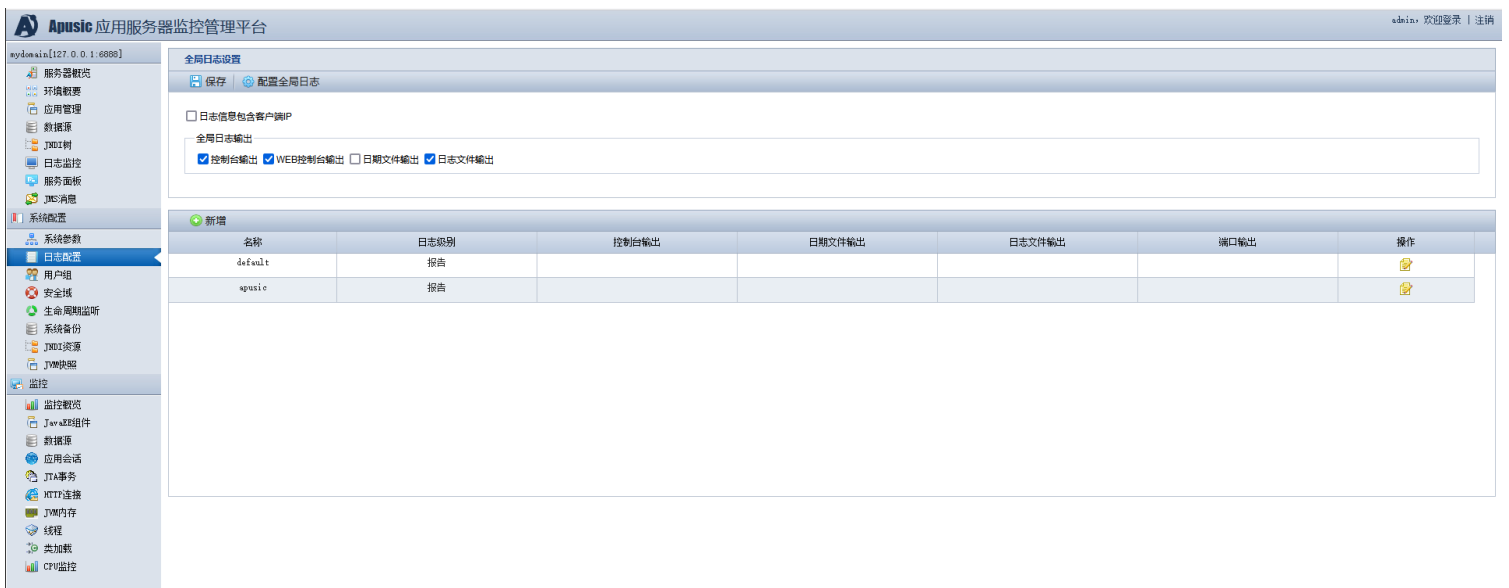 Apusic 应用服务器监控管理平台
admin, 欢迎登录 | 注销
mydomain[127.0.0.1:6888]
服务器概览
环境概要
应用管理
数据源
JNDI树
日志监控
服务面板
JMS消息
系统配置
系统参数
日志配置
用户组
安全域
生命周期监听
系统备份
JNDI资源
JVM快照
监控
监控概览
JavaEE组件
数据源
应用会话
JTA事务
HTTP连接
JVM内存
线程
类加载
CPU监控
全局日志设置
保存 配置全局日志
日志信息包含客户端IP
全局日志输出
控制台输出 WEB控制台输出 日期文件输出 日志文件输出
新增
名称 日志级别 控制台输出 日期文件输出 日志文件输出 端口输出 操作
default 报告
apusic 报告